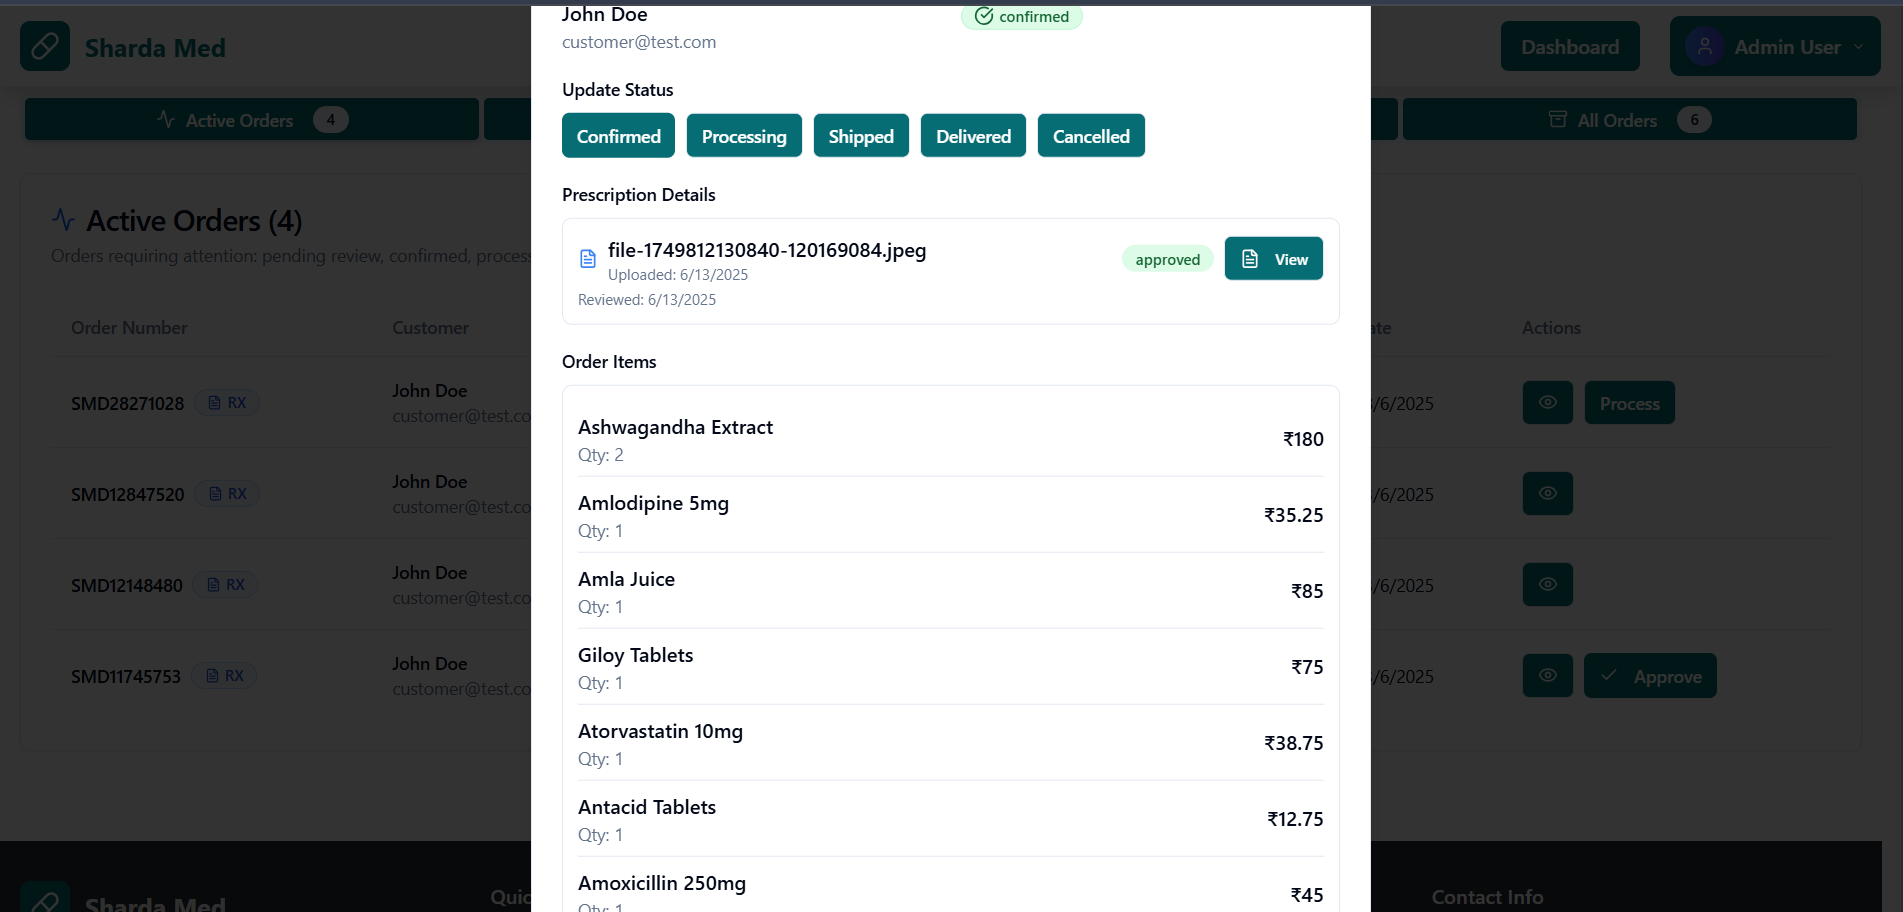 Sharda Med
Dashboard
Admin User
Active Orders 4
All Orders 6
Active Orders (4)
Orders requiring attention: pending review, confirmed, process
Order Number
Customer
ate
Actions
SMD28271028
RX
John Doe
customer@test.co
/6/2025
Process
SMD12847520
RX
John Doe
customer@test.co
/6/2025
SMD12148480
RX
John Doe
customer@test.co
/6/2025
SMD11745753
RX
John Doe
customer@test.co
/6/2025
Approve
John Doe
confirmed
customer@test.com
Update Status
Confirmed
Processing
Shipped
Delivered
Cancelled
Prescription Details
file-1749812130840-120169084.jpeg
Uploaded: 6/13/2025
Reviewed: 6/13/2025
approved
View
Order Items
Ashwagandha Extract
Qty: 2
₹180
Amlodipine 5mg
Qty: 1
₹35.25
Amla Juice
Qty: 1
₹85
Giloy Tablets
Qty: 1
₹75
Atorvastatin 10mg
Qty: 1
₹38.75
Antacid Tablets
Qty: 1
₹12.75
Amoxicillin 250mg
Qty: 1
₹45
Sharda Med
Quic
Contact Info